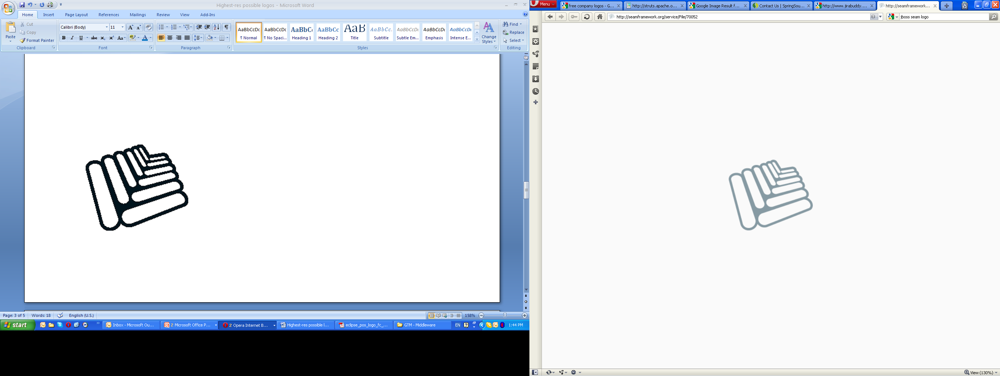 Highest-res possible logos - Microsoft Word
Home Insert Page Layout References Mailings Review View Add-Ins
Paste
Cut
Copy
Format Painter
Clipboard
Calibri (Body) 11
B I U abc x₂ x² Aa
Font
Paragraph
AaBbCcDc AaBbCcDc AaBbC AaBbCc AaB AaBbCc. AaBbCcDc AaBbCcDc AaBbCcDc
¶ Normal ¶ No Spaci... Heading 1 Heading 2 Title Subtitle Subtle Em... Emphasis Intense E...
Change Styles
Styles
Find
Replace
Select
Editing
Page: 3 of 5 Words: 18 English (U.S.) 158%
start Inbox - Microsoft Ou... 2 Microsoft Office P... 2 Opera Internet B... Highest-res possible l... eclipse_pos_logo_fc_... GTM - Middleware EN 1:44 PM
Menu free company logos - G... http://struts.apache.o... Google Image Result f... Contact Us | SpringSou... http://www.jirabuddy.... http://seamframework...
http://seamframework.org/service/File/70052 jboss seam logo
View (130%)